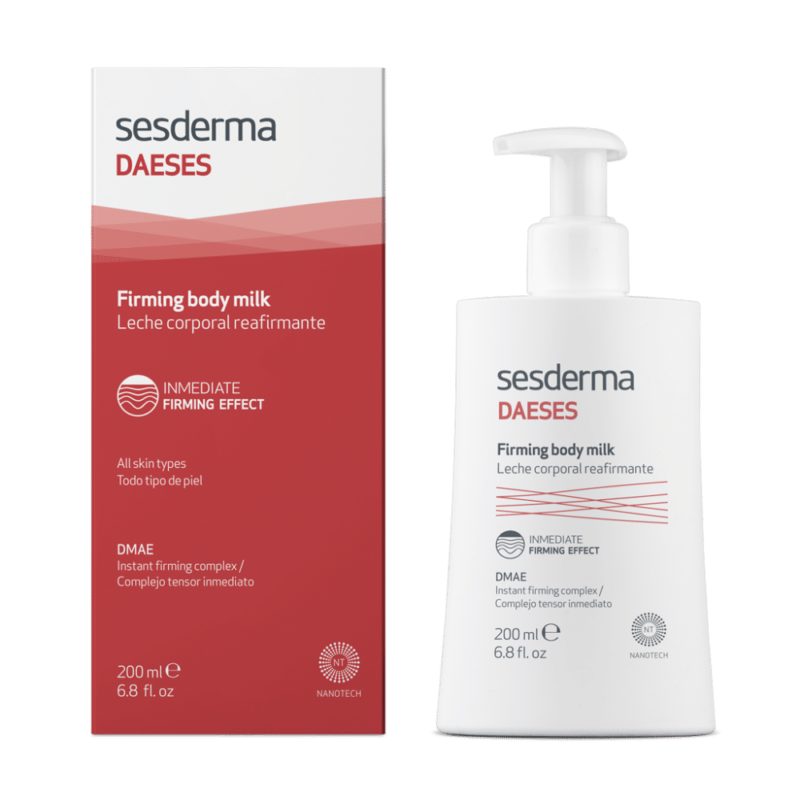 sesderma
DAESES
Firming body milk
Leche corporal reafirmante
INMEDIATE
FIRMING EFFECT
All skin types
Todo tipo de piel
DMAE
Instant firming complex /
Complejo tensor inmediato
200 ml ℮
6.8 fl. oz
NT
NANOTECH
sesderma
DAESES
Firming body milk
Leche corporal reafirmante
INMEDIATE
FIRMING EFFECT
DMAE
Instant firming complex /
Complejo tensor inmediato
200 ml ℮
6.8 fl. oz
NT
NANOTECH